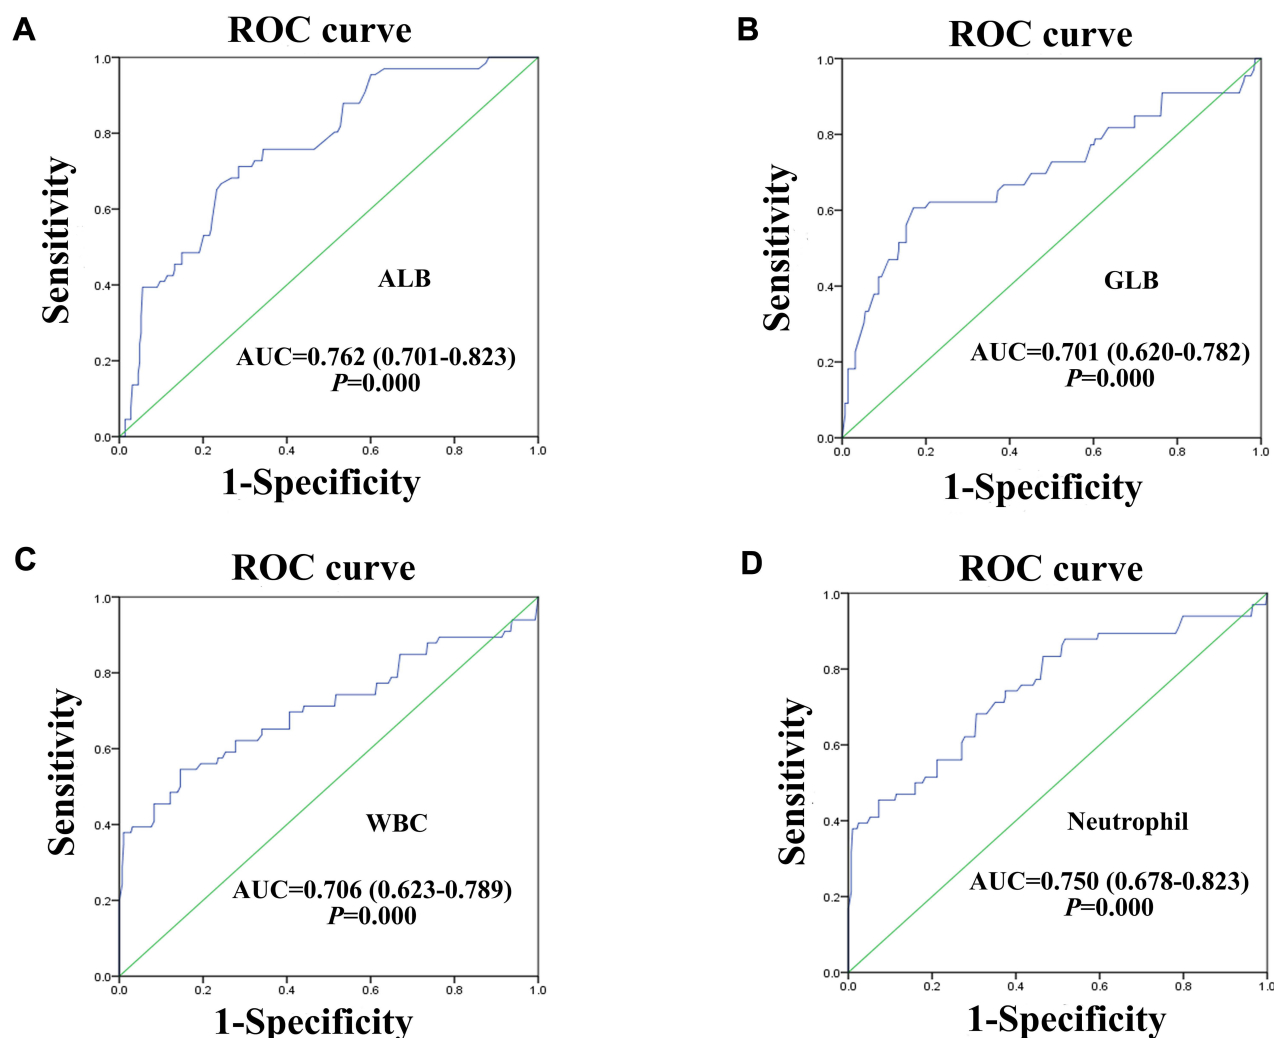 A
ROC curve
Sensitivity
1.0
0.8
0.6
0.4
0.2
0.0
ALB
AUC=0.762 (0.701-0.823)
P=0.000
0.0 0.2 0.4 0.6 0.8 1.0
1-Specificity
B
ROC curve
Sensitivity
1.0
0.8
0.6
0.4
0.2
0.0
GLB
AUC=0.701 (0.620-0.782)
P=0.000
0.0 0.2 0.4 0.6 0.8 1.0
1-Specificity
C
ROC curve
Sensitivity
1.0
0.8
0.6
0.4
0.2
0.0
WBC
AUC=0.706 (0.623-0.789)
P=0.000
0.0 0.2 0.4 0.6 0.8 1.0
1-Specificity
D
ROC curve
Sensitivity
1.0
0.8
0.6
0.4
0.2
0.0
Neutrophil
AUC=0.750 (0.678-0.823)
P=0.000
0.0 0.2 0.4 0.6 0.8 1.0
1-Specificity